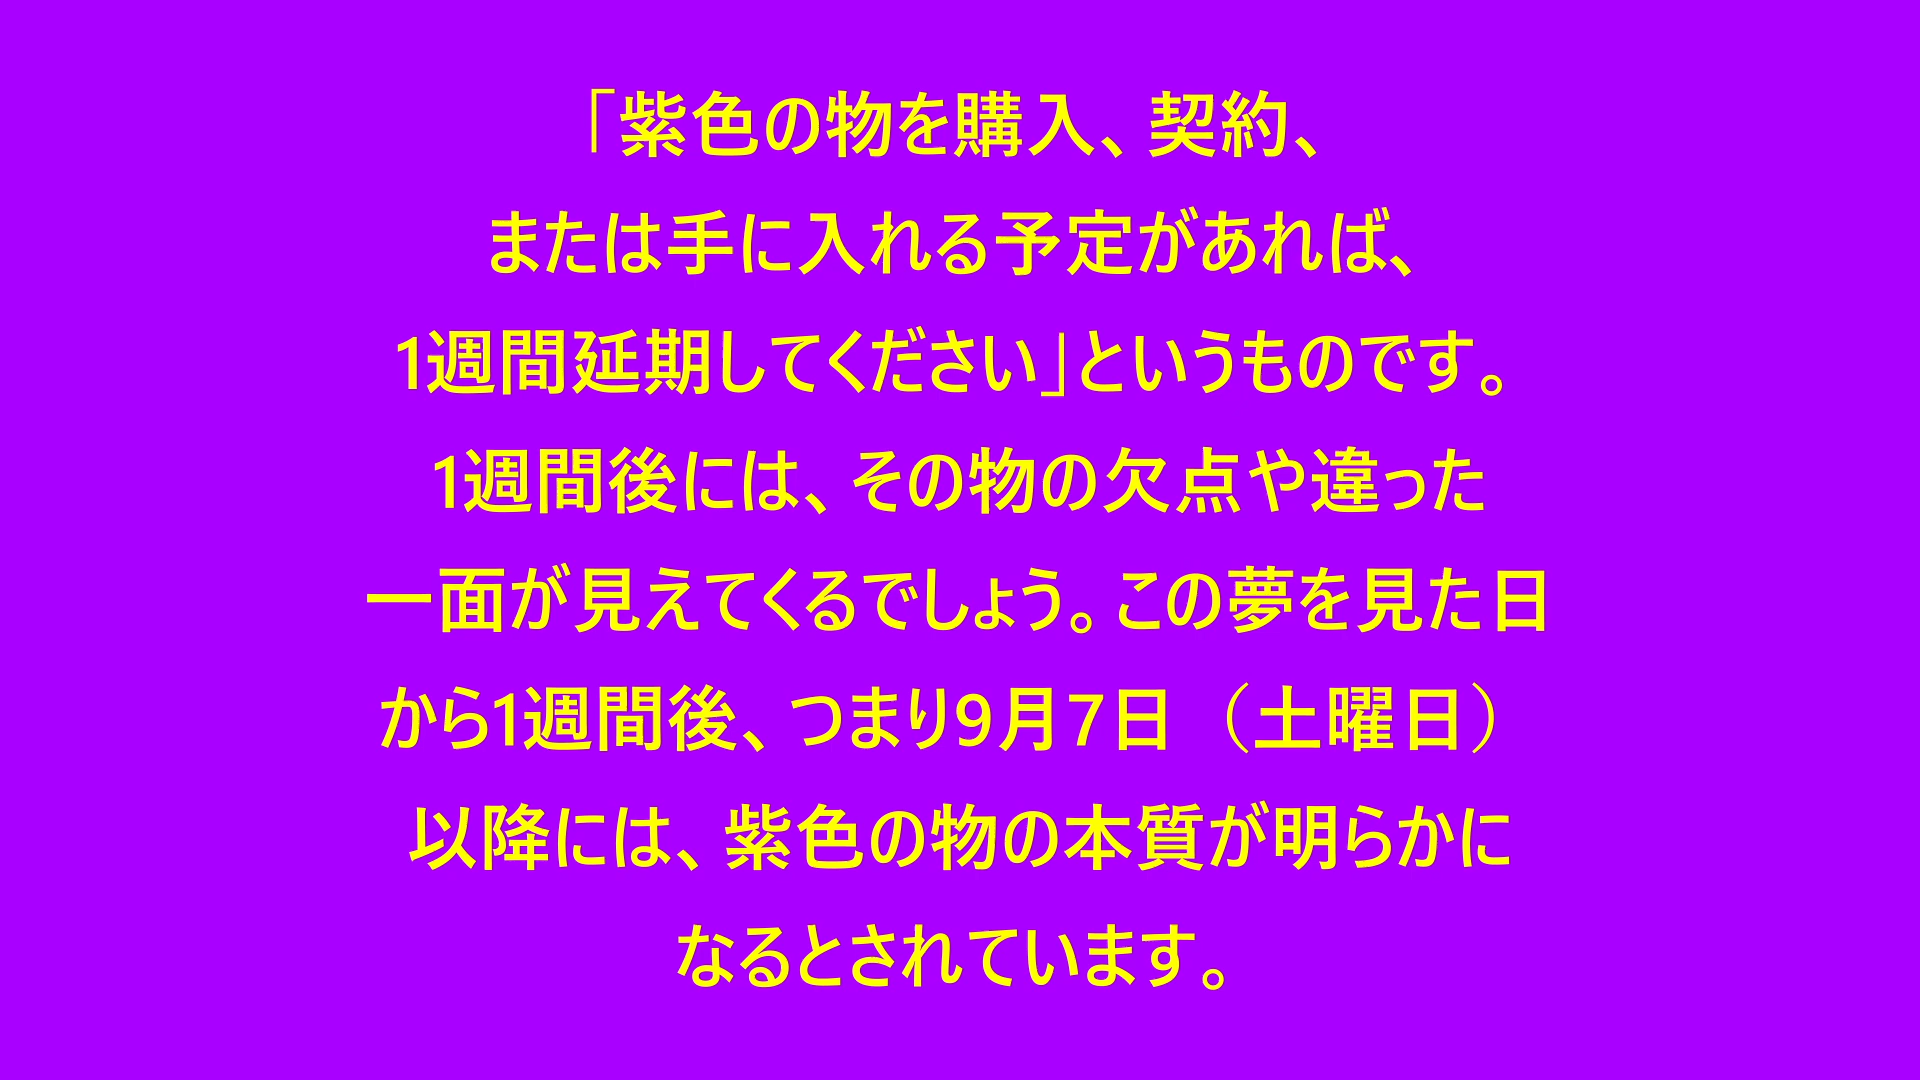 「紫色の物を購入、契約、
または手に入れる予定があれば、
1週間延期してください」というものです。
1週間後には、その物の欠点や違った
一面が見えてくるでしょう。この夢を見た日
から1週間後、つまり9月7日（土曜日）
以降には、紫色の物の本質が明らかに
なるとされています。